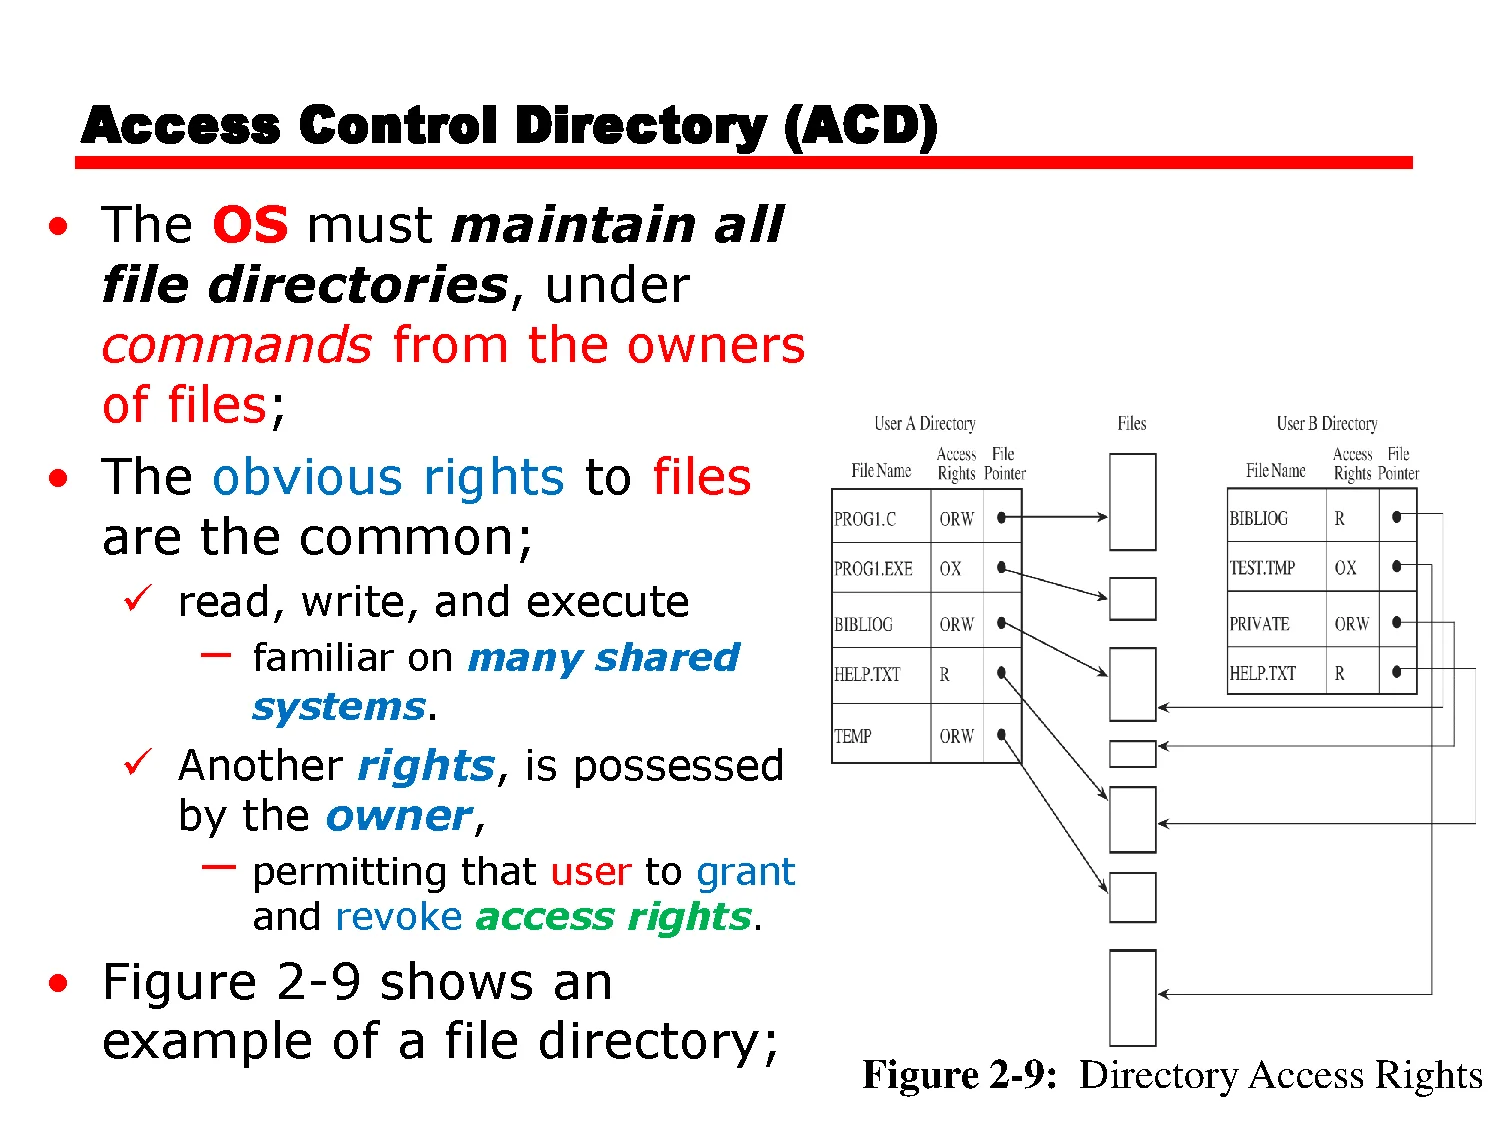 Access Control Directory (ACD)
• The OS must maintain all
file directories, under
commands from the owners
of files;
• The obvious rights to files
are the common;
✓ read, write, and execute
– familiar on many shared
systems.
✓ Another rights, is possessed
by the owner,
– permitting that user to grant
and revoke access rights.
• Figure 2-9 shows an
example of a file directory;
User A Directory
File Name Access Rights File Pointer
PROG1.C ORW
PROG1.EXE OX
BIBLIOG ORW
HELP.TXT R
TEMP ORW
Files
User B Directory
File Name Access Rights File Pointer
BIBLIOG R
TEST.TMP OX
PRIVATE ORW
HELP.TXT R
Figure 2-9: Directory Access Rights